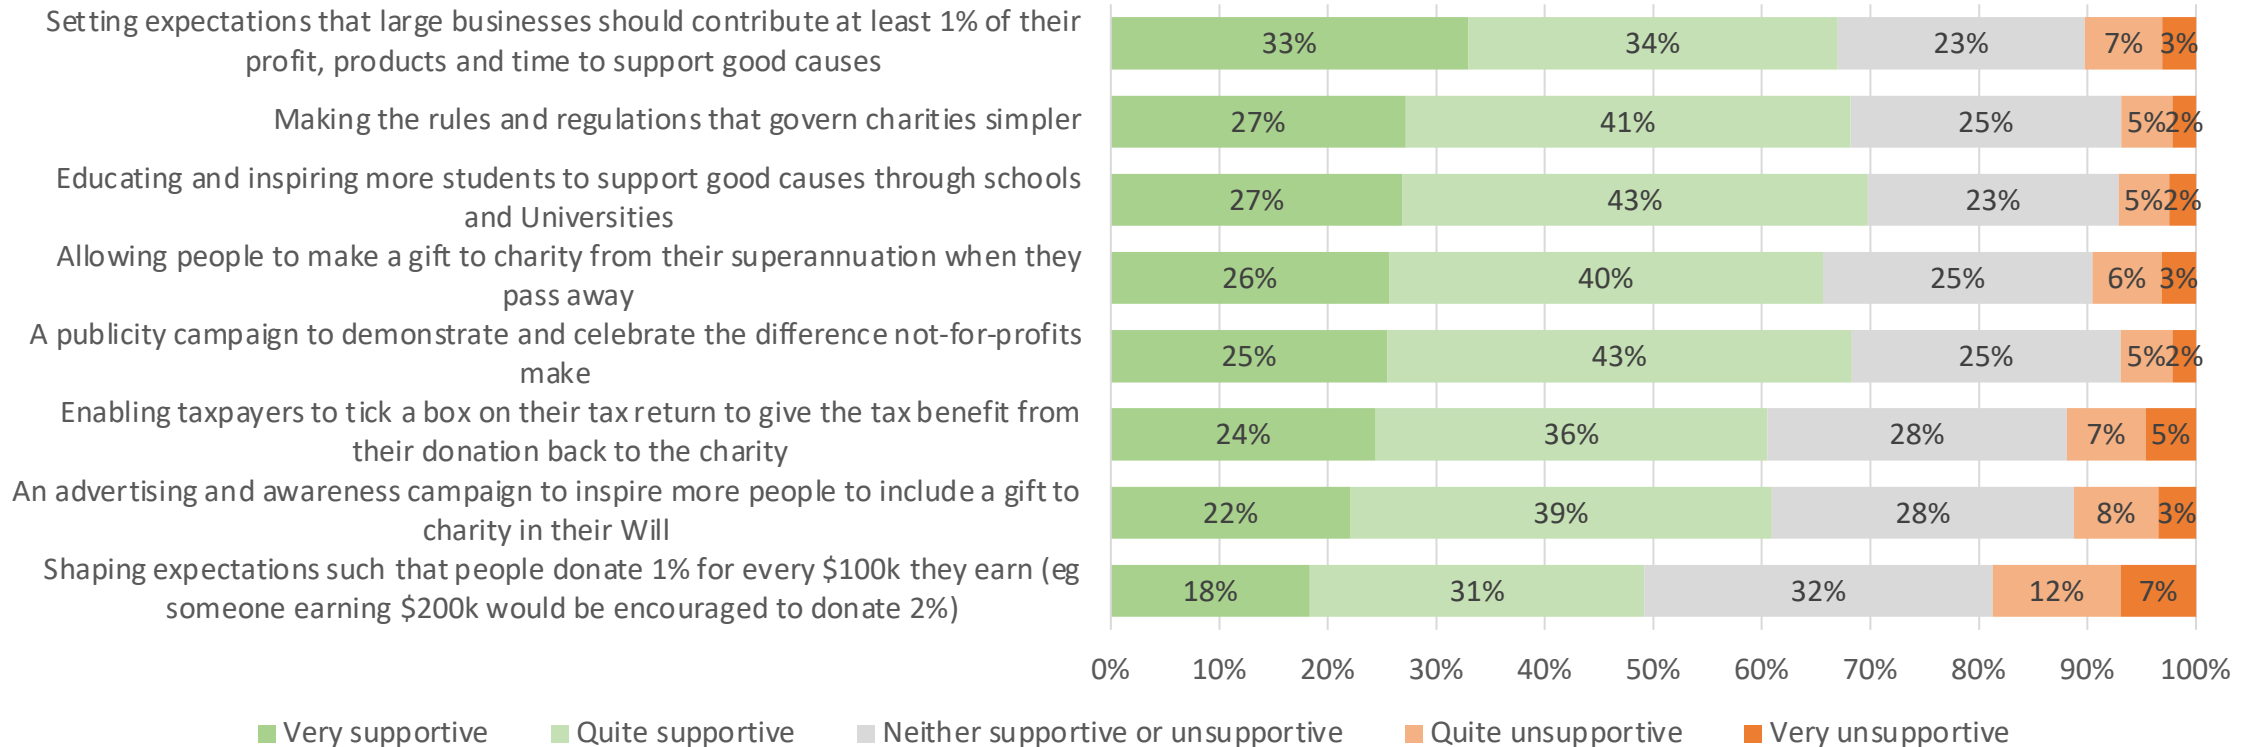 Setting expectations that large businesses should contribute at least 1% of their
profit, products and time to support good causes
33% 34% 23% 7% 3%
Making the rules and regulations that govern charities simpler
27% 41% 25% 5% 2%
Educating and inspiring more students to support good causes through schools
and Universities
27% 43% 23% 5% 2%
Allowing people to make a gift to charity from their superannuation when they
pass away
26% 40% 25% 6% 3%
A publicity campaign to demonstrate and celebrate the difference not-for-profits
make
25% 43% 25% 5% 2%
Enabling taxpayers to tick a box on their tax return to give the tax benefit from
their donation back to the charity
24% 36% 28% 7% 5%
An advertising and awareness campaign to inspire more people to include a gift to
charity in their Will
22% 39% 28% 8% 3%
Shaping expectations such that people donate 1% for every $100k they earn (eg
someone earning $200k would be encouraged to donate 2%)
18% 31% 32% 12% 7%
0% 10% 20% 30% 40% 50% 60% 70% 80% 90% 100%
Very supportive Quite supportive Neither supportive or unsupportive Quite unsupportive Very unsupportive